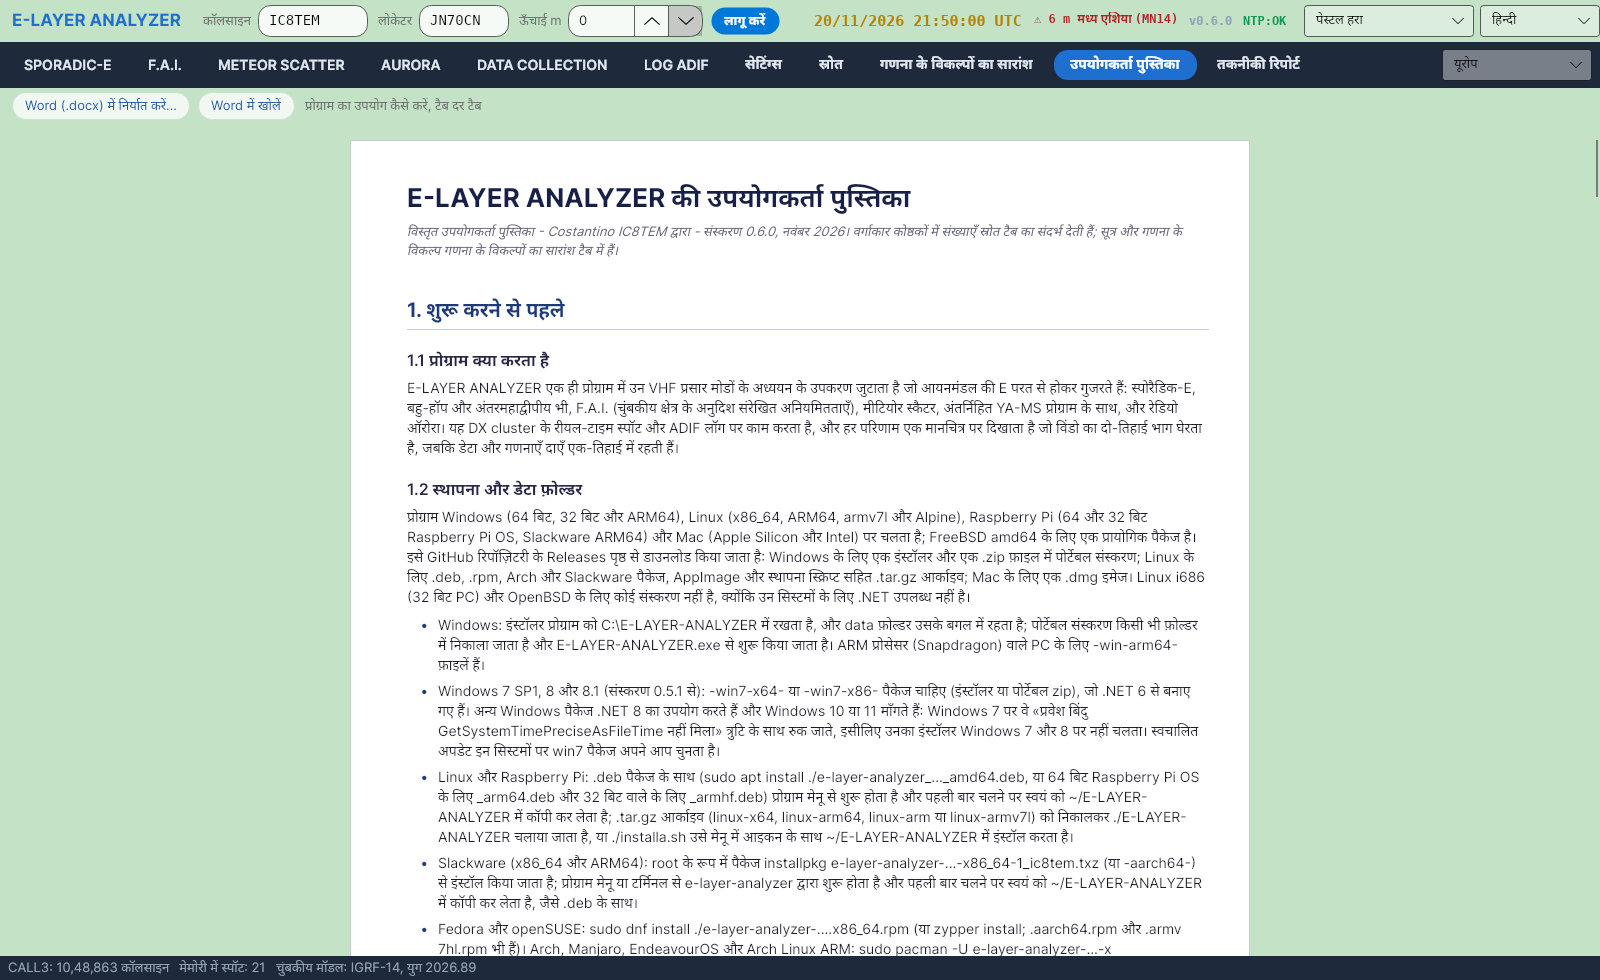 E-LAYER ANALYZER कॉलसाइन IC8TEM लोकेटर JN70CN ऊँचाई m 0 लागू करें 20/11/2026 21:50:00 UTC ⚠ 6 m मध्य एशिया (MN14) v0.6.0 NTP:OK पेस्टल हरा हिन्दी
SPORADIC-E F.A.I. METEOR SCATTER AURORA DATA COLLECTION LOG ADIF सेटिंग्स स्रोत गणना के विकल्पों का सारांश उपयोगकर्ता पुस्तिका तकनीकी रिपोर्ट यूरोप
Word (.docx) में निर्यात करें... Word में खोलें प्रोग्राम का उपयोग कैसे करें, टैब दर टैब
E-LAYER ANALYZER की उपयोगकर्ता पुस्तिका
विस्तृत उपयोगकर्ता पुस्तिका - Costantino IC8TEM द्वारा - संस्करण 0.6.0, नवंबर 2026। वर्गाकार कोष्ठकों में संख्याएँ स्रोत टैब का संदर्भ देती हैं; सूत्र और गणना के
विकल्प गणना के विकल्पों का सारांश टैब में हैं।
1. शुरू करने से पहले
1.1 प्रोग्राम क्या करता है
E-LAYER ANALYZER एक ही प्रोग्राम में उन VHF प्रसार मोडों के अध्ययन के उपकरण जुटाता है जो आयनमंडल की E परत से होकर गुजरते हैं: स्पोरैडिक-E,
बहु-हॉप और अंतरमहाद्वीपीय भी, F.A.I. (चुंबकीय क्षेत्र के अनुदिश संरेखित अनियमितताएँ), मीटियोर स्कैटर, अंतर्निहित YA-MS प्रोग्राम के साथ, और रेडियो
ऑरोरा। यह DX cluster के रीयल-टाइम स्पॉट और ADIF लॉग पर काम करता है, और हर परिणाम एक मानचित्र पर दिखाता है जो विंडो का दो-तिहाई भाग घेरता
है, जबकि डेटा और गणनाएँ दाएँ एक-तिहाई में रहती हैं।
1.2 स्थापना और डेटा फ़ोल्डर
प्रोग्राम Windows (64 बिट, 32 बिट और ARM64), Linux (x86_64, ARM64, armv7l और Alpine), Raspberry Pi (64 और 32 बिट
Raspberry Pi OS, Slackware ARM64) और Mac (Apple Silicon और Intel) पर चलता है; FreeBSD amd64 के लिए एक प्रायोगिक पैकेज है।
इसे GitHub रिपॉज़िटरी के Releases पृष्ठ से डाउनलोड किया जाता है: Windows के लिए एक इंस्टॉलर और एक .zip फ़ाइल में पोर्टेबल संस्करण; Linux के
लिए .deb, .rpm, Arch और Slackware पैकेज, AppImage और स्थापना स्क्रिप्ट सहित .tar.gz आर्काइव; Mac के लिए एक .dmg इमेज। Linux i686
(32 बिट PC) और OpenBSD के लिए कोई संस्करण नहीं है, क्योंकि उन सिस्टमों के लिए .NET उपलब्ध नहीं है।
• Windows: इंस्टॉलर प्रोग्राम को C:\E-LAYER-ANALYZER में रखता है, और data फ़ोल्डर उसके बगल में रहता है; पोर्टेबल संस्करण किसी भी फ़ोल्डर
में निकाला जाता है और E-LAYER-ANALYZER.exe से शुरू किया जाता है। ARM प्रोसेसर (Snapdragon) वाले PC के लिए -win-arm64-
फ़ाइलें हैं।
• Windows 7 SP1, 8 और 8.1 (संस्करण 0.5.1 से): -win7-x64- या -win7-x86- पैकेज चाहिए (इंस्टॉलर या पोर्टेबल zip), जो .NET 6 से बनाए
गए हैं। अन्य Windows पैकेज .NET 8 का उपयोग करते हैं और Windows 10 या 11 माँगते हैं: Windows 7 पर वे «प्रवेश बिंदु
GetSystemTimePreciseAsFileTime नहीं मिला» त्रुटि के साथ रुक जाते, इसीलिए उनका इंस्टॉलर Windows 7 और 8 पर नहीं चलता। स्वचालित
अपडेट इन सिस्टमों पर win7 पैकेज अपने आप चुनता है।
• Linux और Raspberry Pi: .deb पैकेज के साथ (sudo apt install ./e-layer-analyzer_..._amd64.deb, या 64 बिट Raspberry Pi OS
के लिए _arm64.deb और 32 बिट वाले के लिए _armhf.deb) प्रोग्राम मेनू से शुरू होता है और पहली बार चलने पर स्वयं को ~/E-LAYER-
ANALYZER में कॉपी कर लेता है; .tar.gz आर्काइव (linux-x64, linux-arm64, linux-arm या linux-armv7l) को निकालकर ./E-LAYER-
ANALYZER चलाया जाता है, या ./installa.sh उसे मेनू में आइकन के साथ ~/E-LAYER-ANALYZER में इंस्टॉल करता है।
• Slackware (x86_64 और ARM64): root के रूप में पैकेज installpkg e-layer-analyzer-...-x86_64-1_ic8tem.txz (या -aarch64-)
से इंस्टॉल किया जाता है; प्रोग्राम मेनू या टर्मिनल से e-layer-analyzer द्वारा शुरू होता है और पहली बार चलने पर स्वयं को ~/E-LAYER-ANALYZER
में कॉपी कर लेता है, जैसे .deb के साथ।
• Fedora और openSUSE: sudo dnf install ./e-layer-analyzer-....x86_64.rpm (या zypper install; .aarch64.rpm और .armv
7hl.rpm भी हैं)। Arch, Manjaro, EndeavourOS और Arch Linux ARM: sudo pacman -U e-layer-analyzer-...-x
CALL3: 10,48,863 कॉलसाइन मेमोरी में स्पॉट: 21 चुंबकीय मॉडल: IGRF-14, युग 2026.89